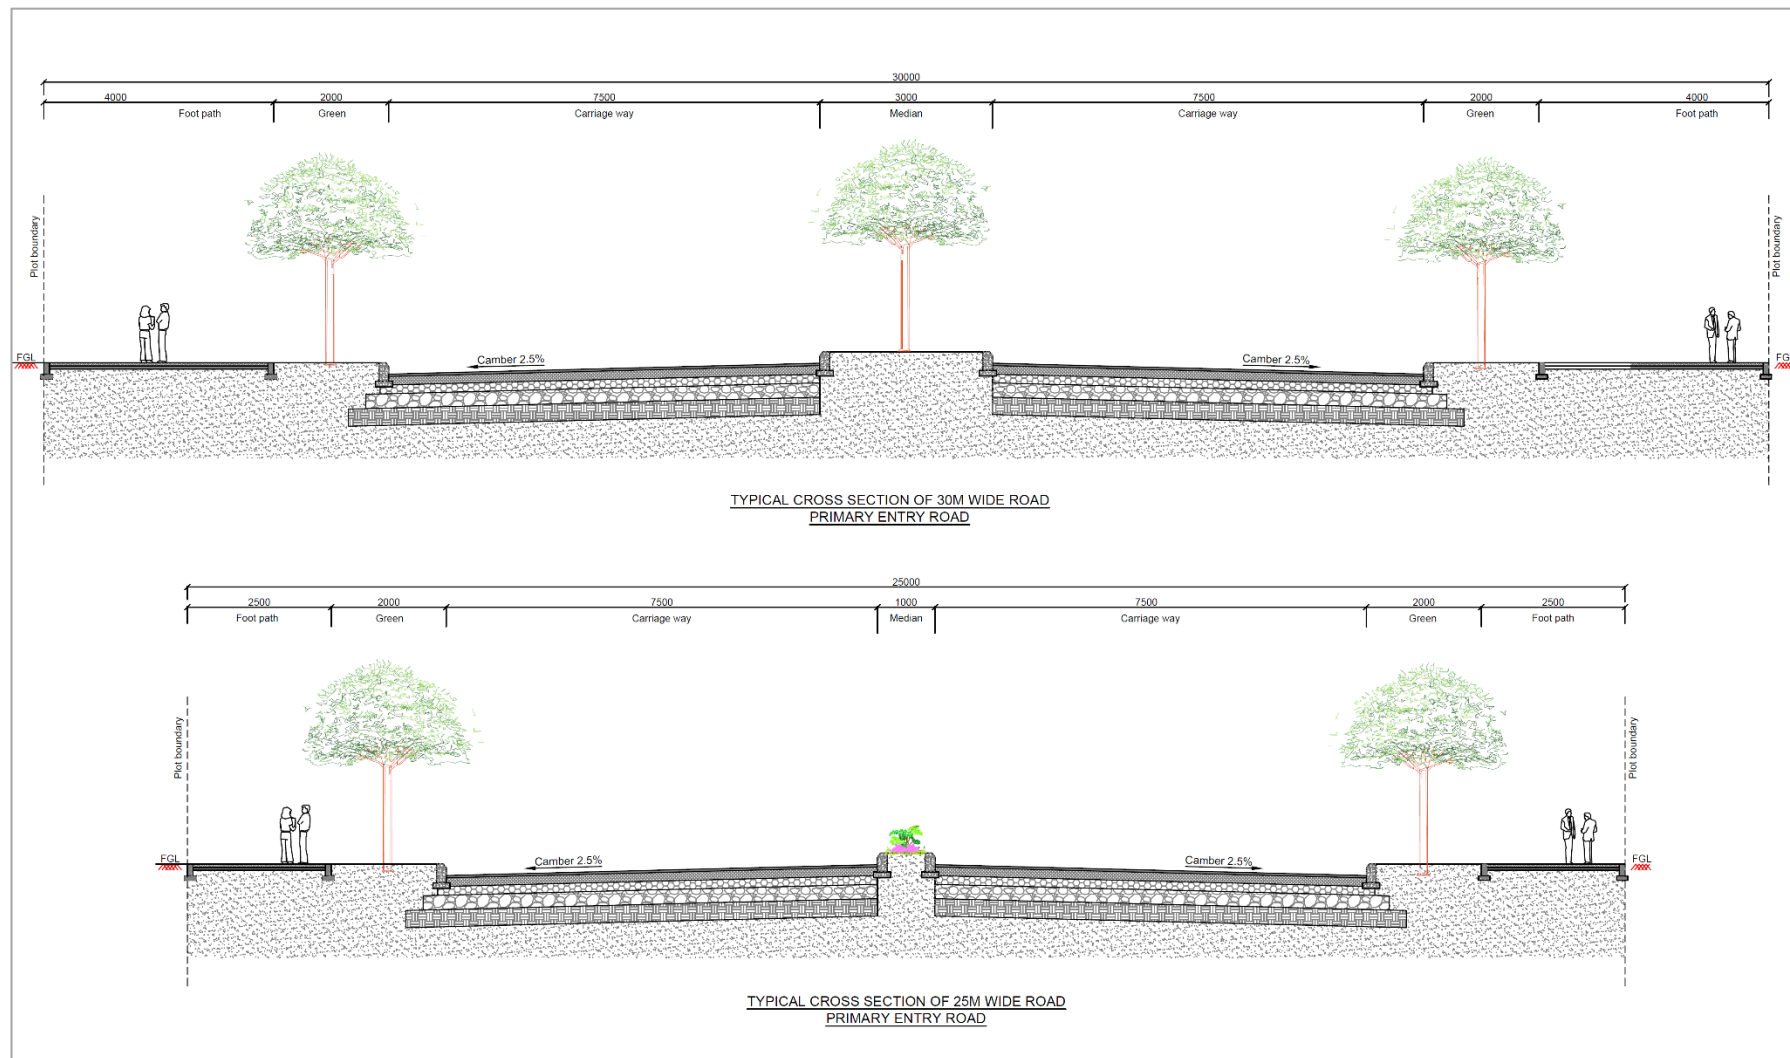 30000
4000 2000 7500 3000 7500 2000 4000
Foot path Green Carriage way Median Carriage way Green Foot path
Plot boundary
Plot boundary
FGL Camber 2.5% Camber 2.5% FG
TYPICAL CROSS SECTION OF 30M WIDE ROAD
PRIMARY ENTRY ROAD
25000
2500 2000 7500 1000 7500 2000 2500
Foot path Green Carriage way Median Carriage way Green Foot path
Plot boundary
Plot boundary
FGL Camber 2.5% Camber 2.5% FGL
TYPICAL CROSS SECTION OF 25M WIDE ROAD
PRIMARY ENTRY ROAD